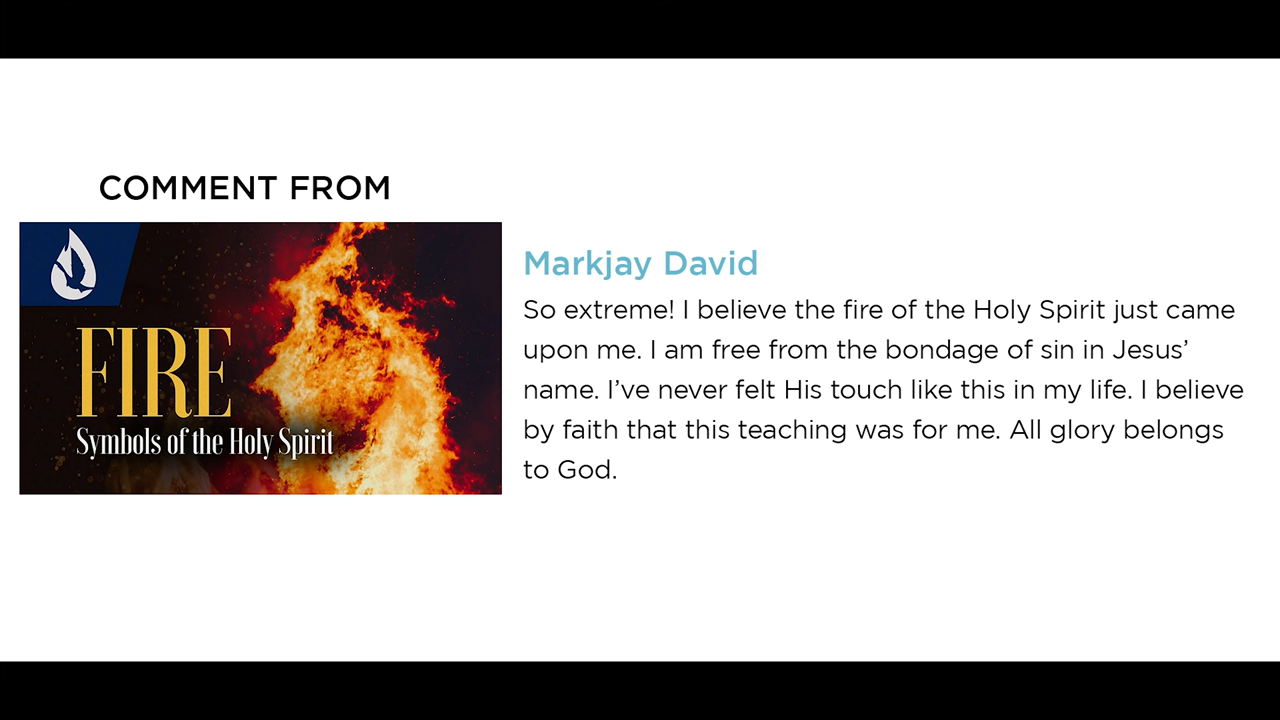 COMMENT FROM
FIRE
Symbols of the Holy Spirit
Markjay David
So extreme! I believe the fire of the Holy Spirit just came
upon me. I am free from the bondage of sin in Jesus’
name. I’ve never felt His touch like this in my life. I believe
by faith that this teaching was for me. All glory belongs
to God.